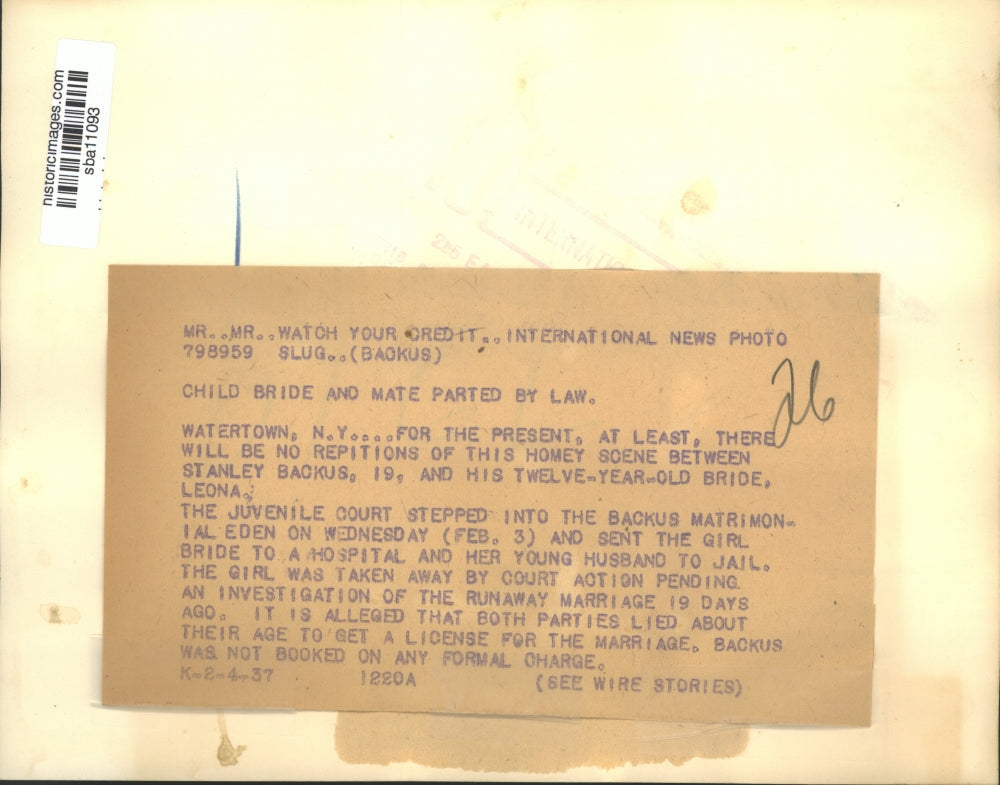 historicimages.com
sba11093
INTERNATIO
MR..MR..WATCH YOUR CREDIT..INTERNATIONAL NEWS PHOTO
798959 SLUG..(BACKUS)
CHILD BRIDE AND MATE PARTED BY LAW.
26
WATERTOWN, N.Y....FOR THE PRESENT, AT LEAST, THERE
WILL BE NO REPITIONS OF THIS HOMEY SCENE BETWEEN
STANLEY BACKUS, 19, AND HIS TWELVE-YEAR-OLD BRIDE,
LEONA.
THE JUVENILE COURT STEPPED INTO THE BACKUS MATRIMON-
IAL EDEN ON WEDNESDAY (FEB. 3) AND SENT THE GIRL
BRIDE TO A HOSPITAL AND HER YOUNG HUSBAND TO JAIL.
THE GIRL WAS TAKEN AWAY BY COURT ACTION PENDING
AN INVESTIGATION OF THE RUNAWAY MARRIAGE 19 DAYS
AGO. IT IS ALLEGED THAT BOTH PARTIES LIED ABOUT
THEIR AGE TO GET A LICENSE FOR THE MARRIAGE. BACKUS
WAS NOT BOOKED ON ANY FORMAL CHARGE.
K-2-4-37 1220A (SEE WIRE STORIES)